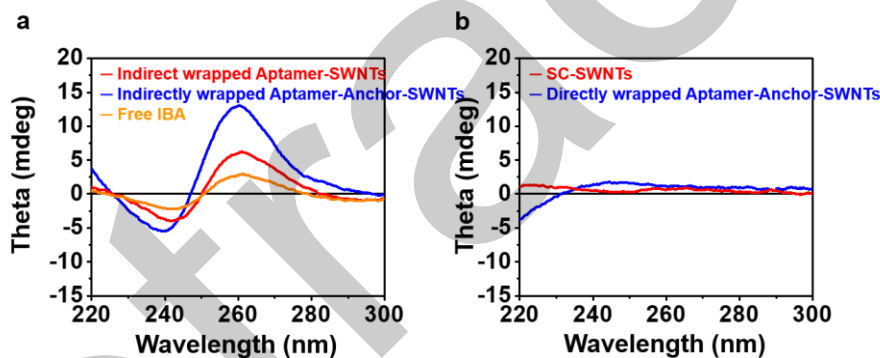 a
20
15
10
5
0
-5
-10
-15
Theta (mdeg)
Indirect wrapped Aptamer-SWNTs
Indirectly wrapped Aptamer-Anchor-SWNTs
Free IBA
220 240 260 280 300
Wavelength (nm)
b
20
15
10
5
0
-5
-10
-15
Theta (mdeg)
SC-SWNTs
Directly wrapped Aptamer-Anchor-SWNTs
220 240 260 280 300
Wavelength (nm)